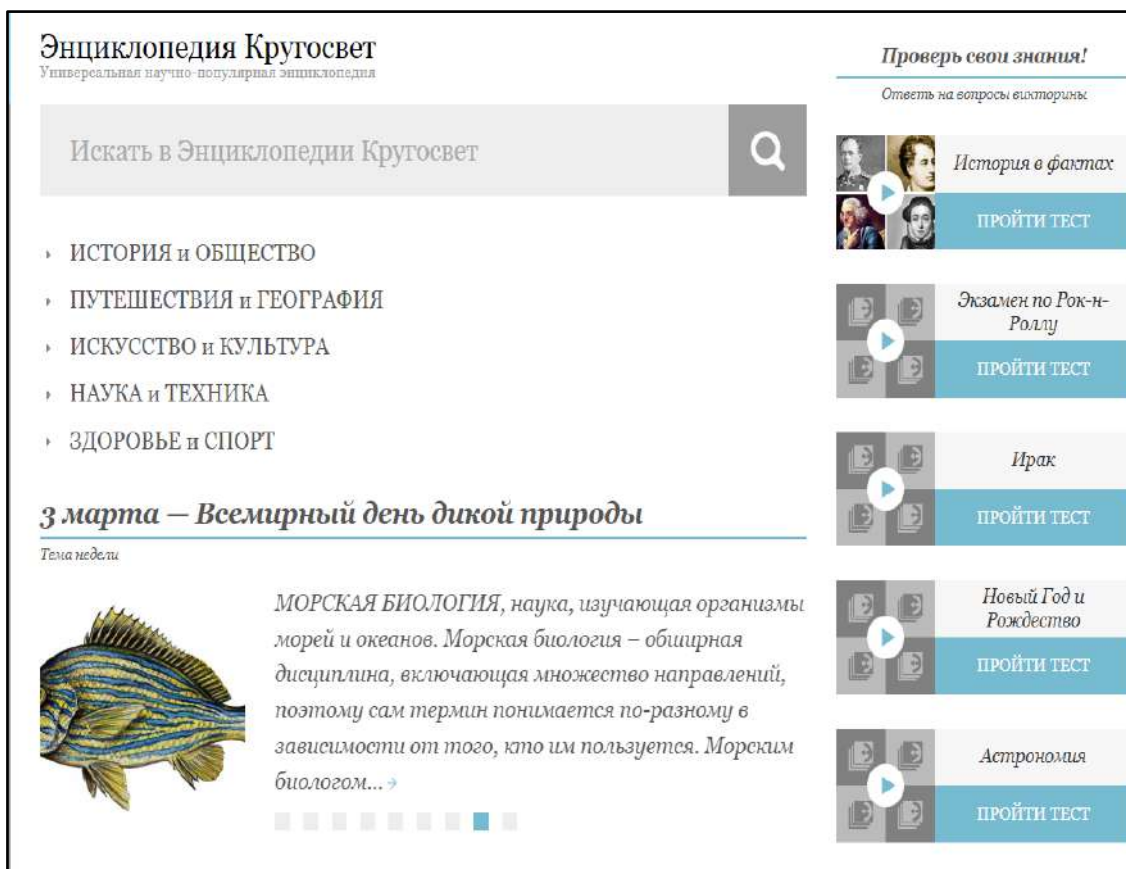 Энциклопедия Кругосвет
Универсальная научно-популярная энциклопедия
Искать в Энциклопедии Кругосвет
ИСТОРИЯ и ОБЩЕСТВО
ПУТЕШЕСТВИЯ и ГЕОГРАФИЯ
ИСКУССТВО и КУЛЬТУРА
НАУКА и ТЕХНИКА
ЗДОРОВЬЕ и СПОРТ
3 марта — Всемирный день дикой природы
Тема недели
МОРСКАЯ БИОЛОГИЯ, наука, изучающая организмы
морей и океанов. Морская биология – обширная
дисциплина, включающая множество направлений,
поэтому сам термин понимается по-разному в
зависимости от того, кто им пользуется. Морским
биологом... →
Проверь свои знания!
Ответь на вопросы викторины
История в фактах
ПРОЙТИ ТЕСТ
Экзамен по Рок-н-
Роллу
ПРОЙТИ ТЕСТ
Ирак
ПРОЙТИ ТЕСТ
Новый Год и
Рождество
ПРОЙТИ ТЕСТ
Астрономия
ПРОЙТИ ТЕСТ